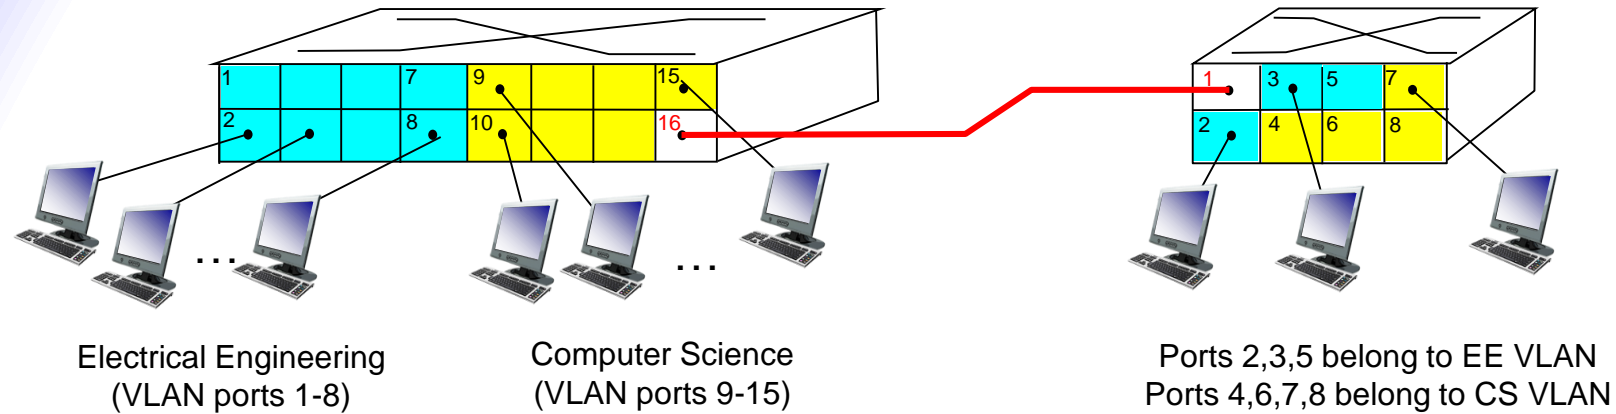 1 7 9 15
2 8 10 16
1 3 5 7
2 4 6 8
... ...
Electrical Engineering
(VLAN ports 1-8)
Computer Science
(VLAN ports 9-15)
Ports 2,3,5 belong to EE VLAN
Ports 4,6,7,8 belong to CS VLAN